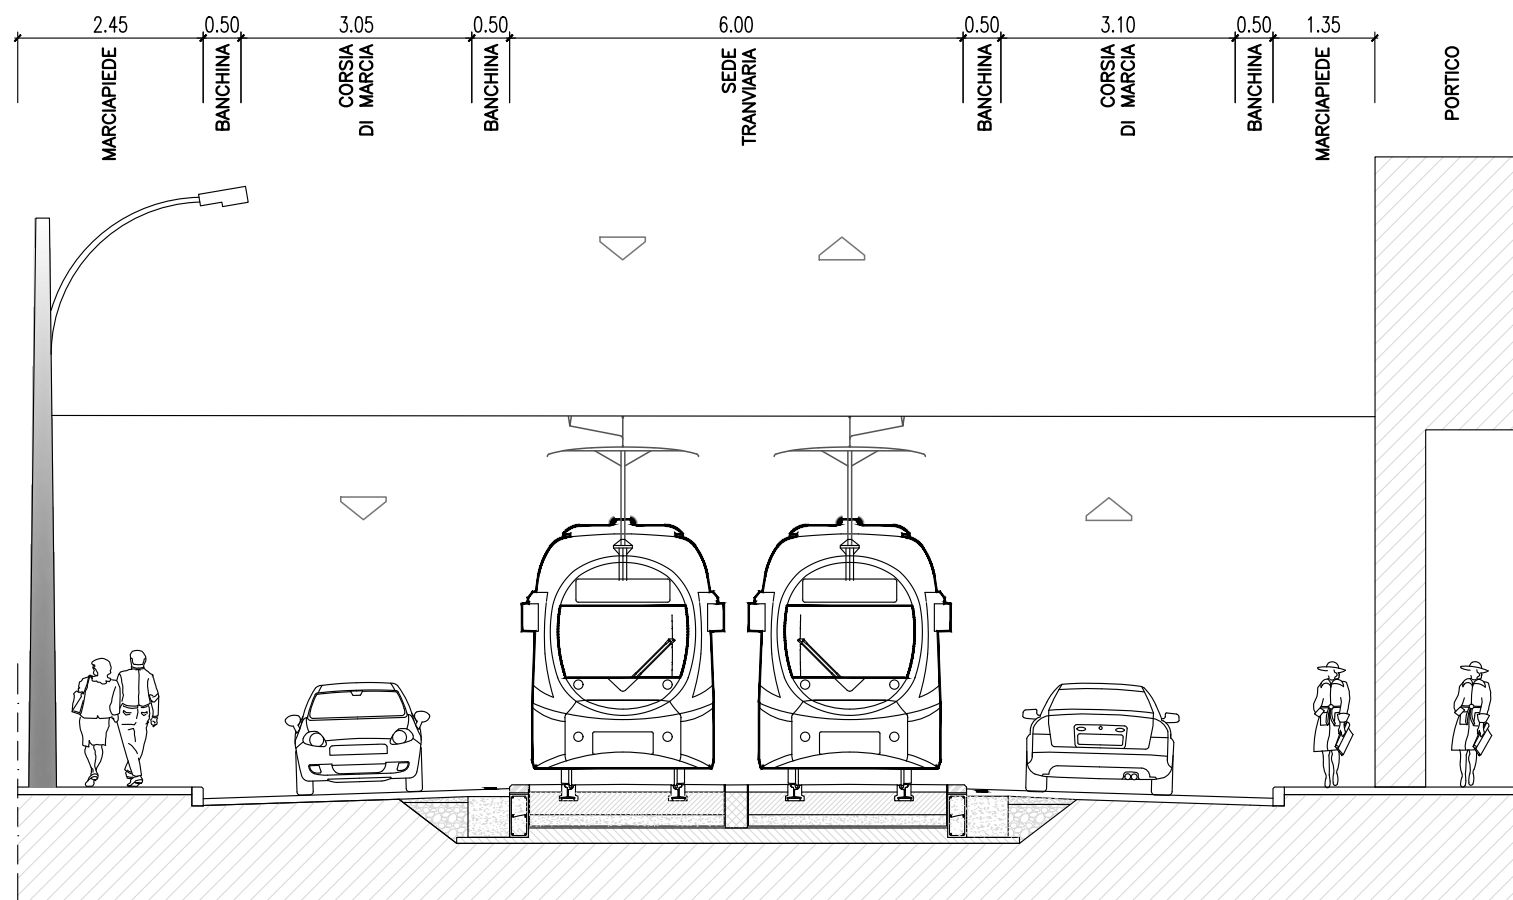 2.45
0.50
3.05
0.50
6.00
0.50
3.10
0.50
1.35
MARCIAPIEDE
BANCHINA
CORSIA
DI MARCIA
BANCHINA
SEDE
TRANVIARIA
BANCHINA
CORSIA
DI MARCIA
BANCHINA
MARCIAPIEDE
PORTICO